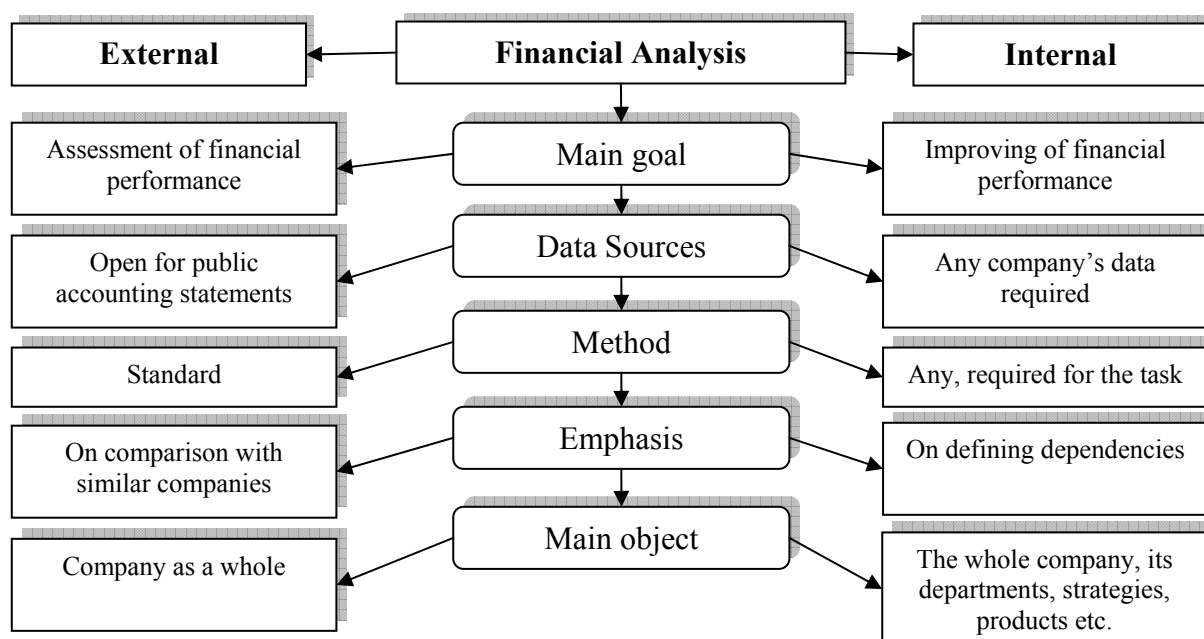 External
Financial Analysis
Internal
Assessment of financial
performance
Main goal
Improving of financial
performance
Open for public
accounting statements
Data Sources
Any company’s data
required
Standard
Method
Any, required for the task
On comparison with
similar companies
Emphasis
On defining dependencies
Company as a whole
Main object
The whole company, its
departments, strategies,
products etc.